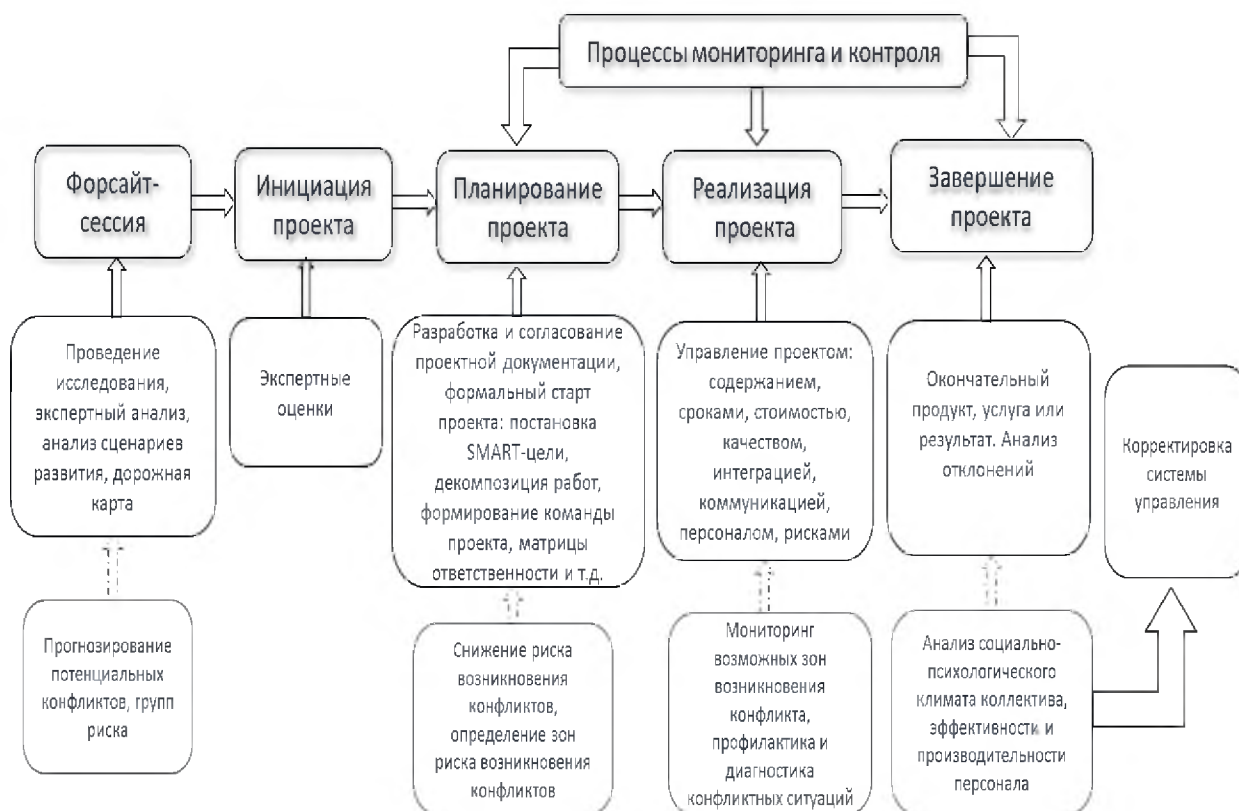 Процессы мониторинга и контроля
Форсайт-
сессия
Инициация
проекта
Планирование
проекта
Реализация
проекта
Завершение
проекта
Проведение
исследования,
экспертный анализ,
анализ сценариев
развития, дорожная
карта
Экспертные
оценки
Разработка и согласование
проектной документации,
формальный старт
проекта: постановка
SMART-цели,
декомпозиция работ,
формирование команды
проекта, матрицы
ответственности и т.д.
Управление проектом:
содержанием,
сроками, стоимостью,
качеством,
интеграцией,
коммуникацией,
персоналом, рисками
Окончательный
продукт, услуга или
результат. Анализ
отклонений
Корректировка
системы
управления
Прогнозирование
потенциальных
конфликтов, групп
риска
Снижение риска
возникновения
конфликтов,
определение зон
риска возникновения
конфликтов
Мониторинг
возможных зон
возникновения
конфликта,
профилактика и
диагностика
конфликтных ситуаций
Анализ социально-
психологического
климата коллектива,
эффективности и
производительности
персонала